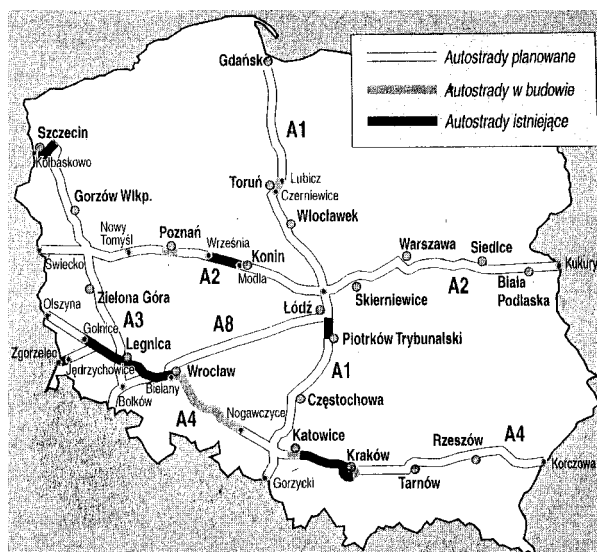 Gdańsk
Autostrady planowane
Autostrady w budowie
Autostrady istniejące
A1
Szczecin
Kołbaskowo
Toruń
Lubicz
Czerniewice
Gorzów Wlkp.
Włocławek
Nowy
Tomyśl
Poznań
Września
Konin
Warszawa
Siedlce
Kukury
Świecko
A2
Modła
Skierniewice
A2
Biała
Podlaska
Zielona Góra
Łódź
Olszyna
A3
A8
Golnice
Legnica
Piotrków Trybunalski
Zgorzelec
Jędrzychowice
Wrocław
A1
Bielany
Bolków
Częstochowa
A4
Nogawczyce
Katowice
Kraków
Rzeszów
A4
Korczowa
Gorzycki
Tarnów